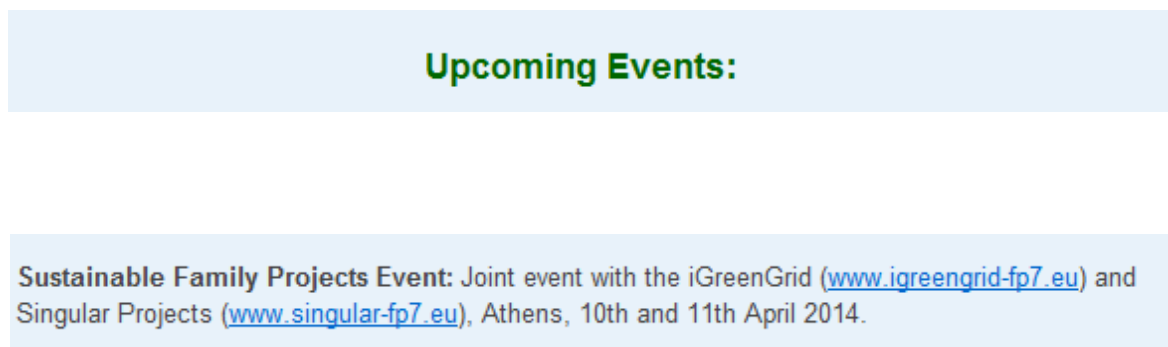 Upcoming Events:
Sustainable Family Projects Event: Joint event with the iGreenGrid (www.igreengrid-fp7.eu) and
Singular Projects (www.singular-fp7.eu), Athens, 10th and 11th April 2014.